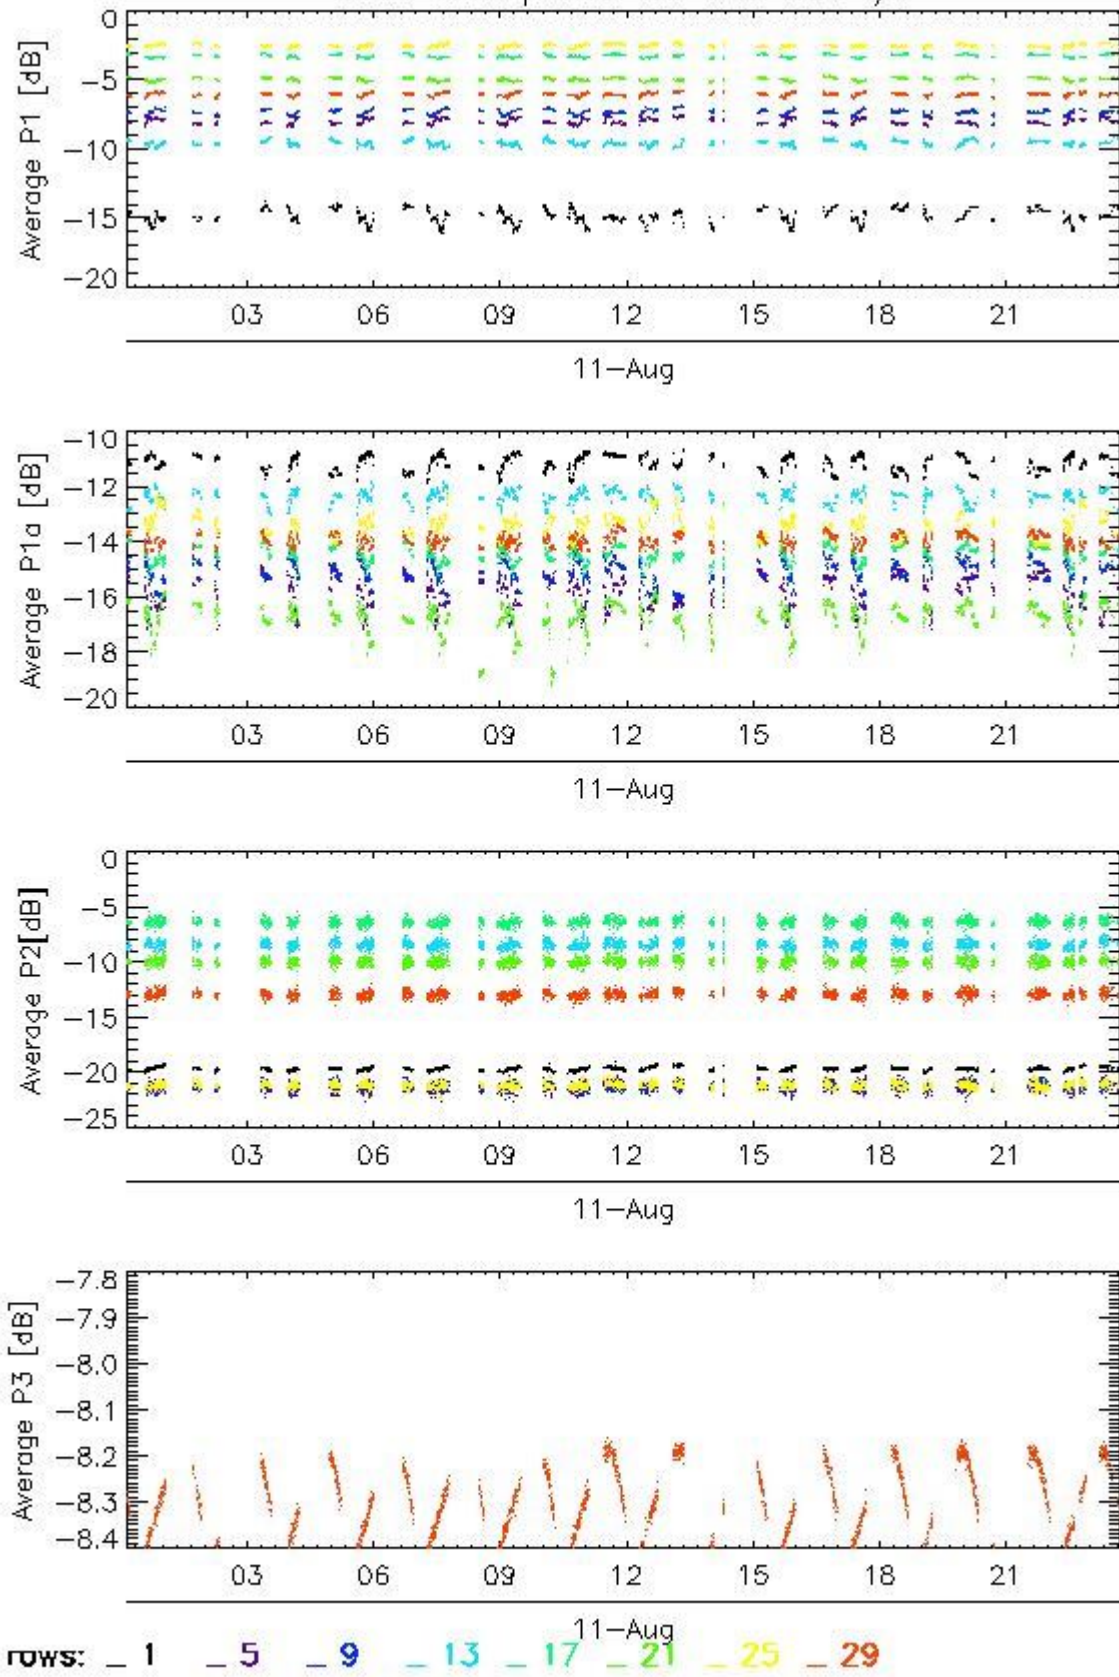 0
Average P1 [dB]
−5
−10
−15
−20
03 06 09 12 15 18 21
11−Aug
−10
Average P1a [dB]
−12
−14
−16
−18
−20
03 06 09 12 15 18 21
11−Aug
0
Average P2[dB]
−5
−10
−15
−20
−25
03 06 09 12 15 18 21
11−Aug
−7.8
Average P3 [dB]
−7.9
−8.0
−8.1
−8.2
−8.3
−8.4
03 06 09 12 15 18 21
11−Aug
rows: _ 1 _ 5 _ 9 _ 13 _ 17 _ 21 _ 25 _ 29